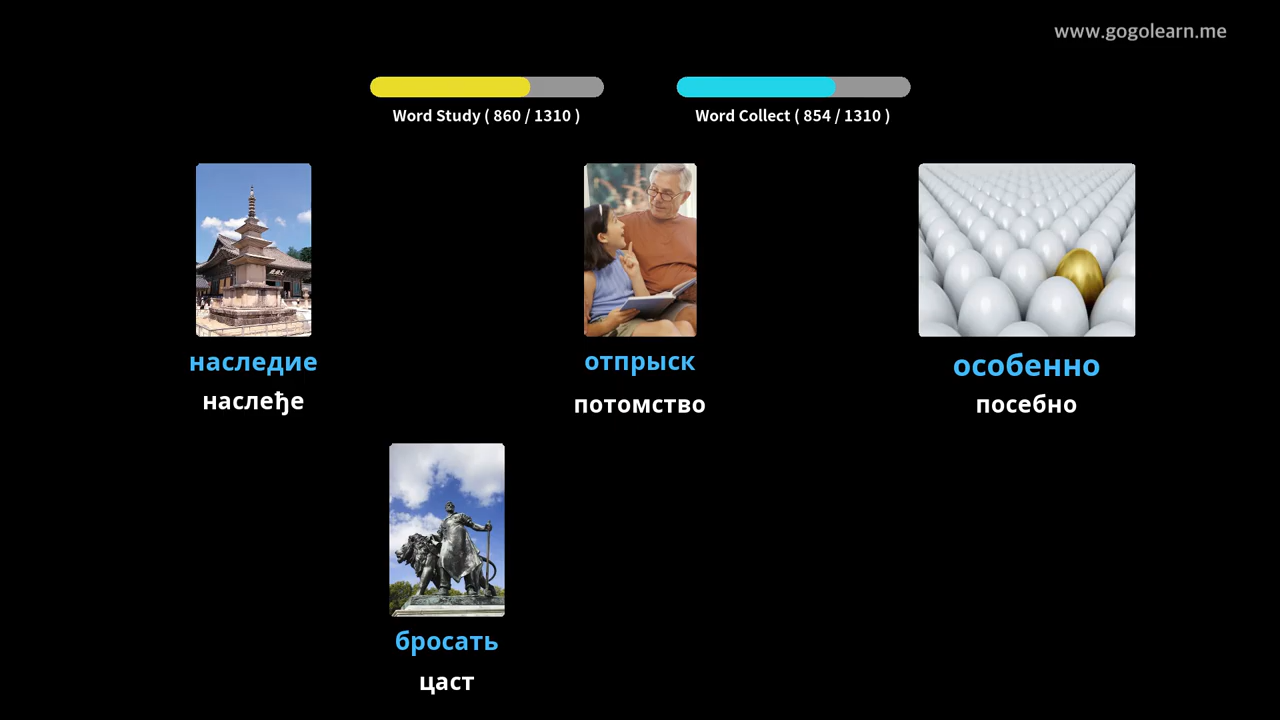 www.gogolearn.me
Word Study ( 860 / 1310 )
Word Collect ( 854 / 1310 )
наследие
наслеђе
отпрыск
потомство
особенно
посебно
бросать
цаст